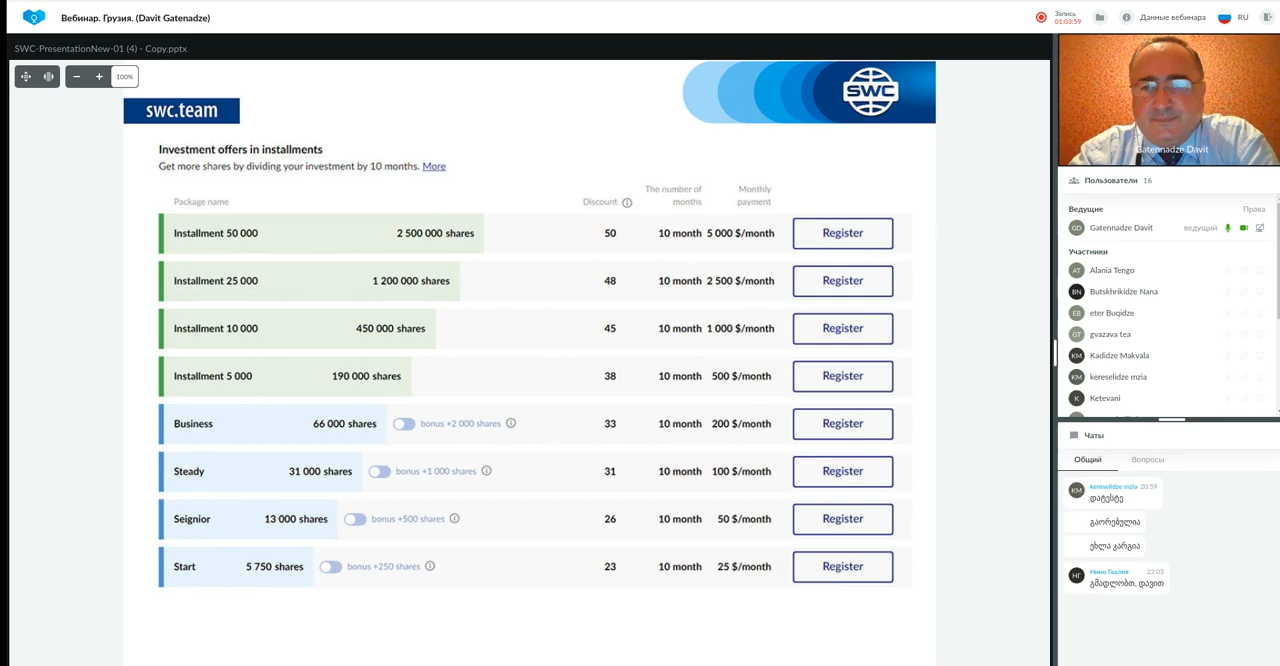 Вебинар. Грузия. (Davit Gatenadze)
Запись
01:03:59
Данные вебинара
RU
SWC-PresentationNew-01 (4) - Copy.pptx
100%
swc.team
SWC
Investment offers in installments
Get more shares by dividing your investment by 10 months. More
Package name
Discount
The number of months
Monthly payment
Installment 50 000 2 500 000 shares 50 10 month 5 000 $/month Register
Installment 25 000 1 200 000 shares 48 10 month 2 500 $/month Register
Installment 10 000 450 000 shares 45 10 month 1 000 $/month Register
Installment 5 000 190 000 shares 38 10 month 500 $/month Register
Business 66 000 shares bonus +2 000 shares 33 10 month 200 $/month Register
Steady 31 000 shares bonus +1 000 shares 31 10 month 100 $/month Register
Seignior 13 000 shares bonus +500 shares 26 10 month 50 $/month Register
Start 5 750 shares bonus +250 shares 23 10 month 25 $/month Register
Gatennadze Davit
Пользователи 16
Ведущие Права
GD Gatennadze Davit ведущий
Участники
AT Alania Tengo
BN Butskhrikidze Nana
EB eter Buqidze
GT gvazava tea
KM Kadidze Makvala
KM kereselidze mzia
K Ketevani
Чаты
Общий Вопросы
KM kereselidze mzia 20:59
დატესტე
გაორებულია
ეხლა კარგია
НГ Нино Гвалия 22:03
გმადლობთ, დავით